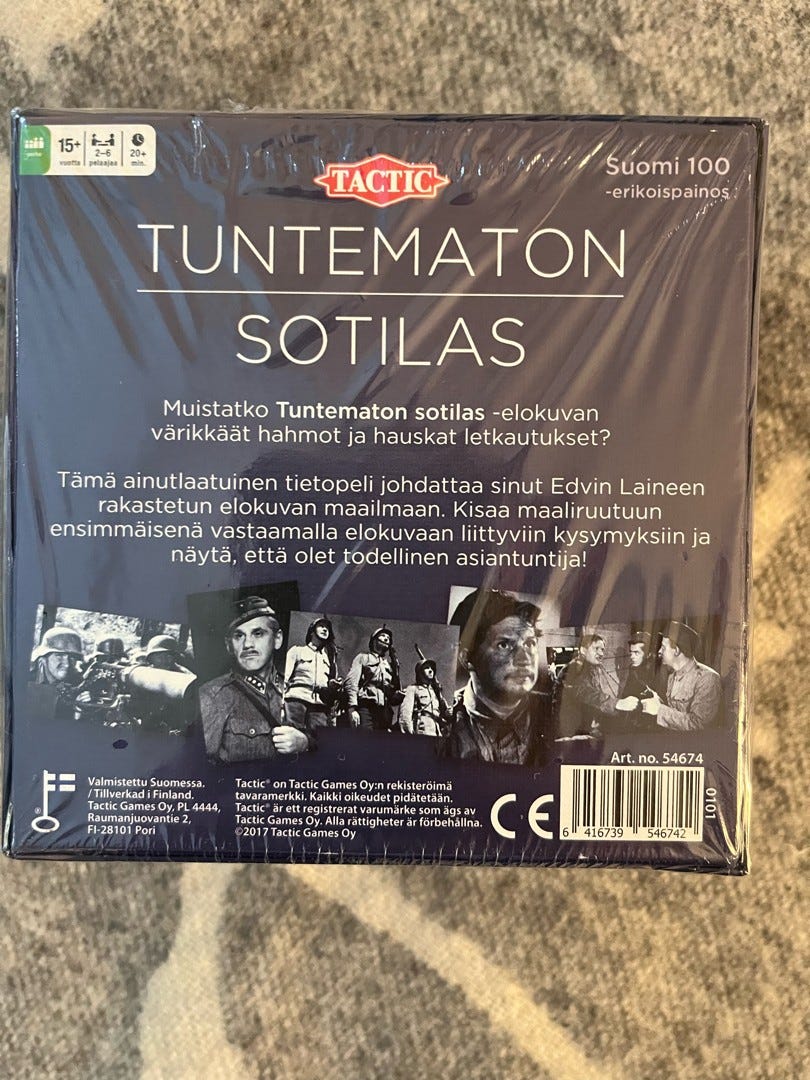 perhe
15+
vuotta
2–6
pelaajaa
20+
min.
TACTIC
Suomi 100
-erikoispainos
TUNTEMATON
SOTILAS
Muistatko Tuntematon sotilas -elokuvan
värikkäät hahmot ja hauskat letkautukset?
Tämä ainutlaatuinen tietopeli johdattaa sinut Edvin Laineen
rakastetun elokuvan maailmaan. Kisaa maaliruutuun
ensimmäisenä vastaamalla elokuvaan liittyviin kysymyksiin ja
näytä, että olet todellinen asiantuntija!
Art. no. 54674
Valmistettu Suomessa.
/Tillverkad i Finland.
Tactic Games Oy, PL 4444,
Raumanjuovantie 2,
FI-28101 Pori
Tactic® on Tactic Games Oy:n rekisteröimä
tavaramerkki. Kaikki oikeudet pidätetään.
Tactic® är ett registrerat varumärke som ägs av
Tactic Games Oy. Alla rättigheter är förbehållna.
©2017 Tactic Games Oy
CE
6 416739 546742
0101